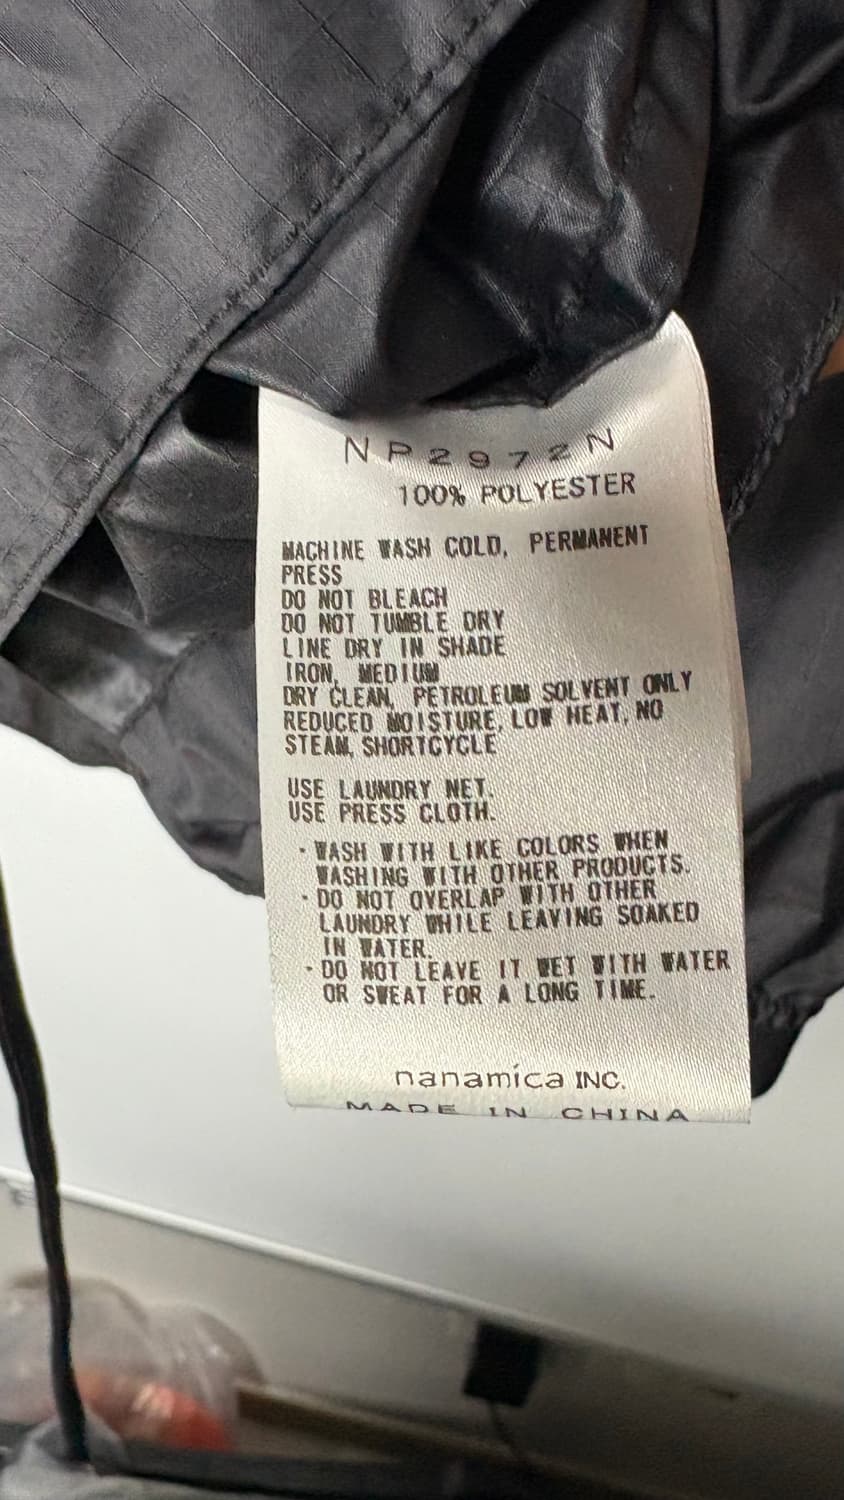 NP2972N
100% POLYESTER
MACHINE WASH COLD, PERMANENT
PRESS
DO NOT BLEACH
DO NOT TUMBLE DRY
LINE DRY IN SHADE
IRON, MEDIUM
DRY CLEAN, PETROLEUM SOLVENT ONLY
REDUCED MOISTURE, LOW HEAT, NO
STEAM, SHORTCYCLE
USE LAUNDRY NET.
USE PRESS CLOTH.
・WASH WITH LIKE COLORS WHEN
WASHING WITH OTHER PRODUCTS.
・DO NOT OVERLAP WITH OTHER
LAUNDRY WHILE LEAVING SOAKED
IN WATER.
・DO NOT LEAVE IT WET WITH WATER
OR SWEAT FOR A LONG TIME.
nanamica INC.
MADE IN CHINA